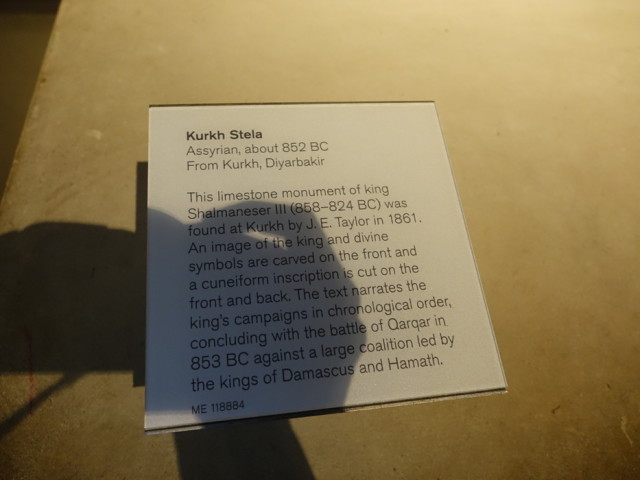 Kurkh Stela
Assyrian, about 852 BC
From Kurkh, Diyarbakir
This limestone monument of king
Shalmaneser III (858–824 BC) was
found at Kurkh by J. E. Taylor in 1861.
An image of the king and divine
symbols are carved on the front and
a cuneiform inscription is cut on the
front and back. The text narrates the
king's campaigns in chronological order,
concluding with the battle of Qarqar in
853 BC against a large coalition led by
the kings of Damascus and Hamath.
ME 118884